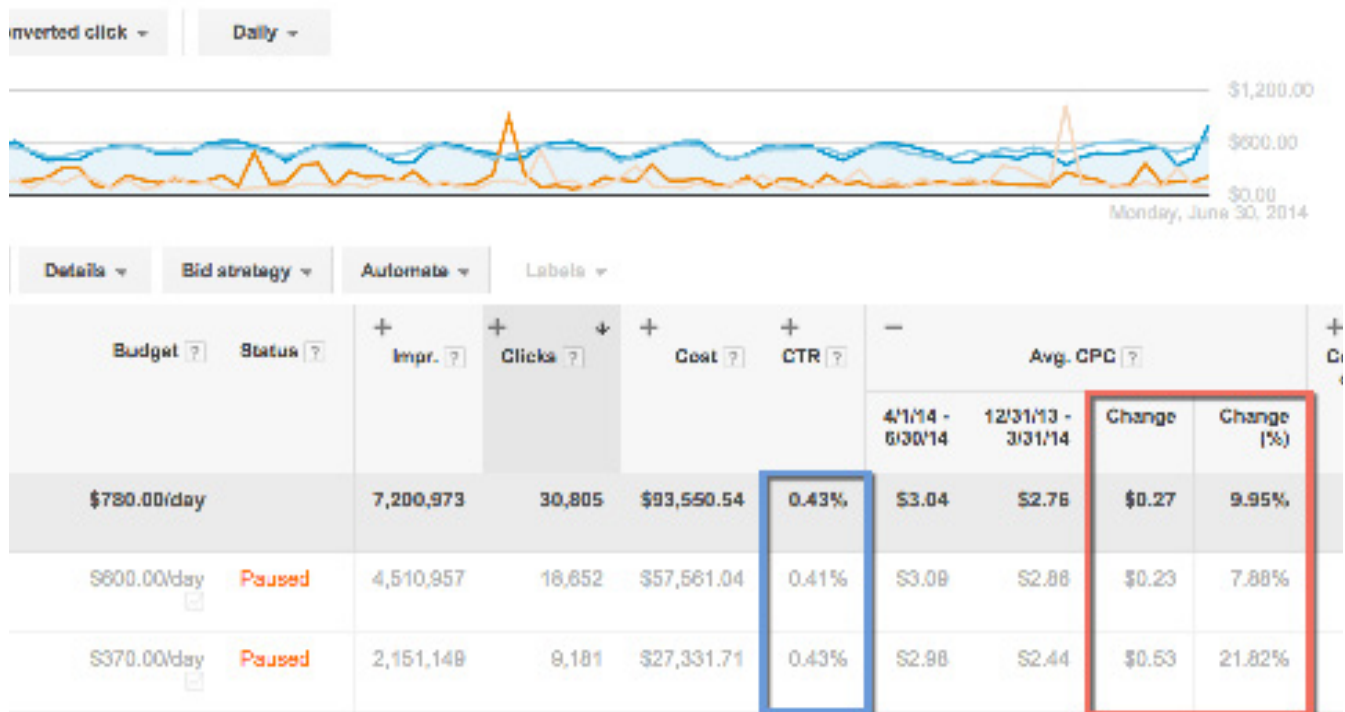 nverted click Daily
$1,200.00
$600.00
$0.00
Monday, June 30, 2014
Details Bid strategy Automate Labels
Budget ? Status ? Impr. ? Clicks ? Cost ? CTR ? Avg. CPC ?
4/1/14 - 6/30/14 12/31/13 - 3/31/14 Change Change (%)
$780.00/day 7,200,973 30,805 $93,550.54 0.43% $3.04 $2.76 $0.27 9.95%
$600.00/day Paused 4,510,957 18,652 $57,561.04 0.41% $3.09 $2.86 $0.23 7.88%
$370.00/day Paused 2,151,149 9,181 $27,331.71 0.43% $2.98 $2.44 $0.53 21.82%